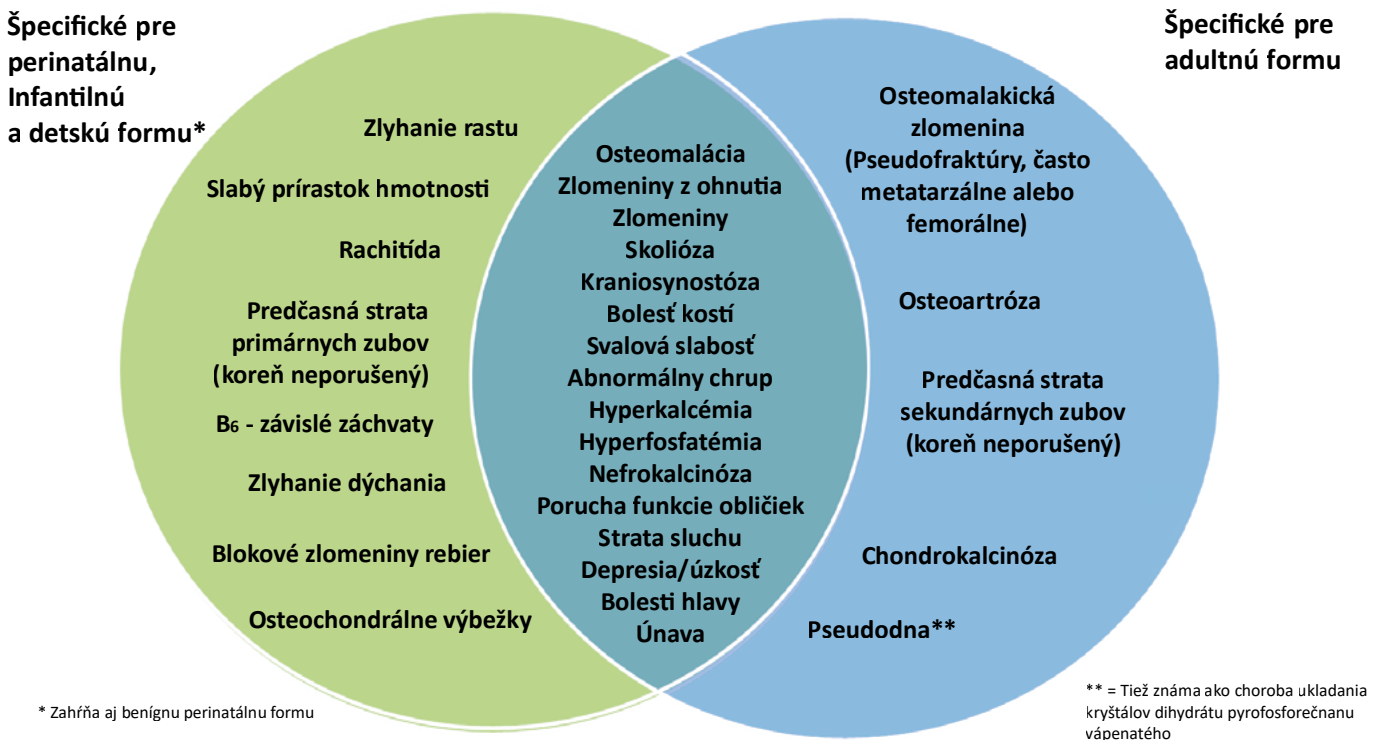 Špecifické pre
perinatálnu,
Infantilnú
a detskú formu*
Zlyhanie rastu
Slabý prírastok hmotnosti
Rachitída
Predčasná strata
primárnych zubov
(koreň neporušený)
B₆ - závislé záchvaty
Zlyhanie dýchania
Blokové zlomeniny rebier
Osteochondrálne výbežky
Osteomalácia
Zlomeniny z ohnutia
Zlomeniny
Skolióza
Kraniosynostóza
Bolesť kostí
Svalová slabosť
Abnormálny chrup
Hyperkalcémia
Hyperfosfatémia
Nefrokalcinóza
Porucha funkcie obličiek
Strata sluchu
Depresia/úzkosť
Bolesti hlavy
Únava
Špecifické pre
adultnú formu
Osteomalakická
zlomenina
(Pseudofraktúry, často
metatarzálne alebo
femorálne)
Osteoartróza
Predčasná strata
sekundárnych zubov
(koreň neporušený)
Chondrokalcinóza
Pseudodna**
* Zahŕňa aj benígnu perinatálnu formu
** = Tiež známa ako choroba ukladania
kryštálov dihydrátu pyrofosforečnanu
vápenatého